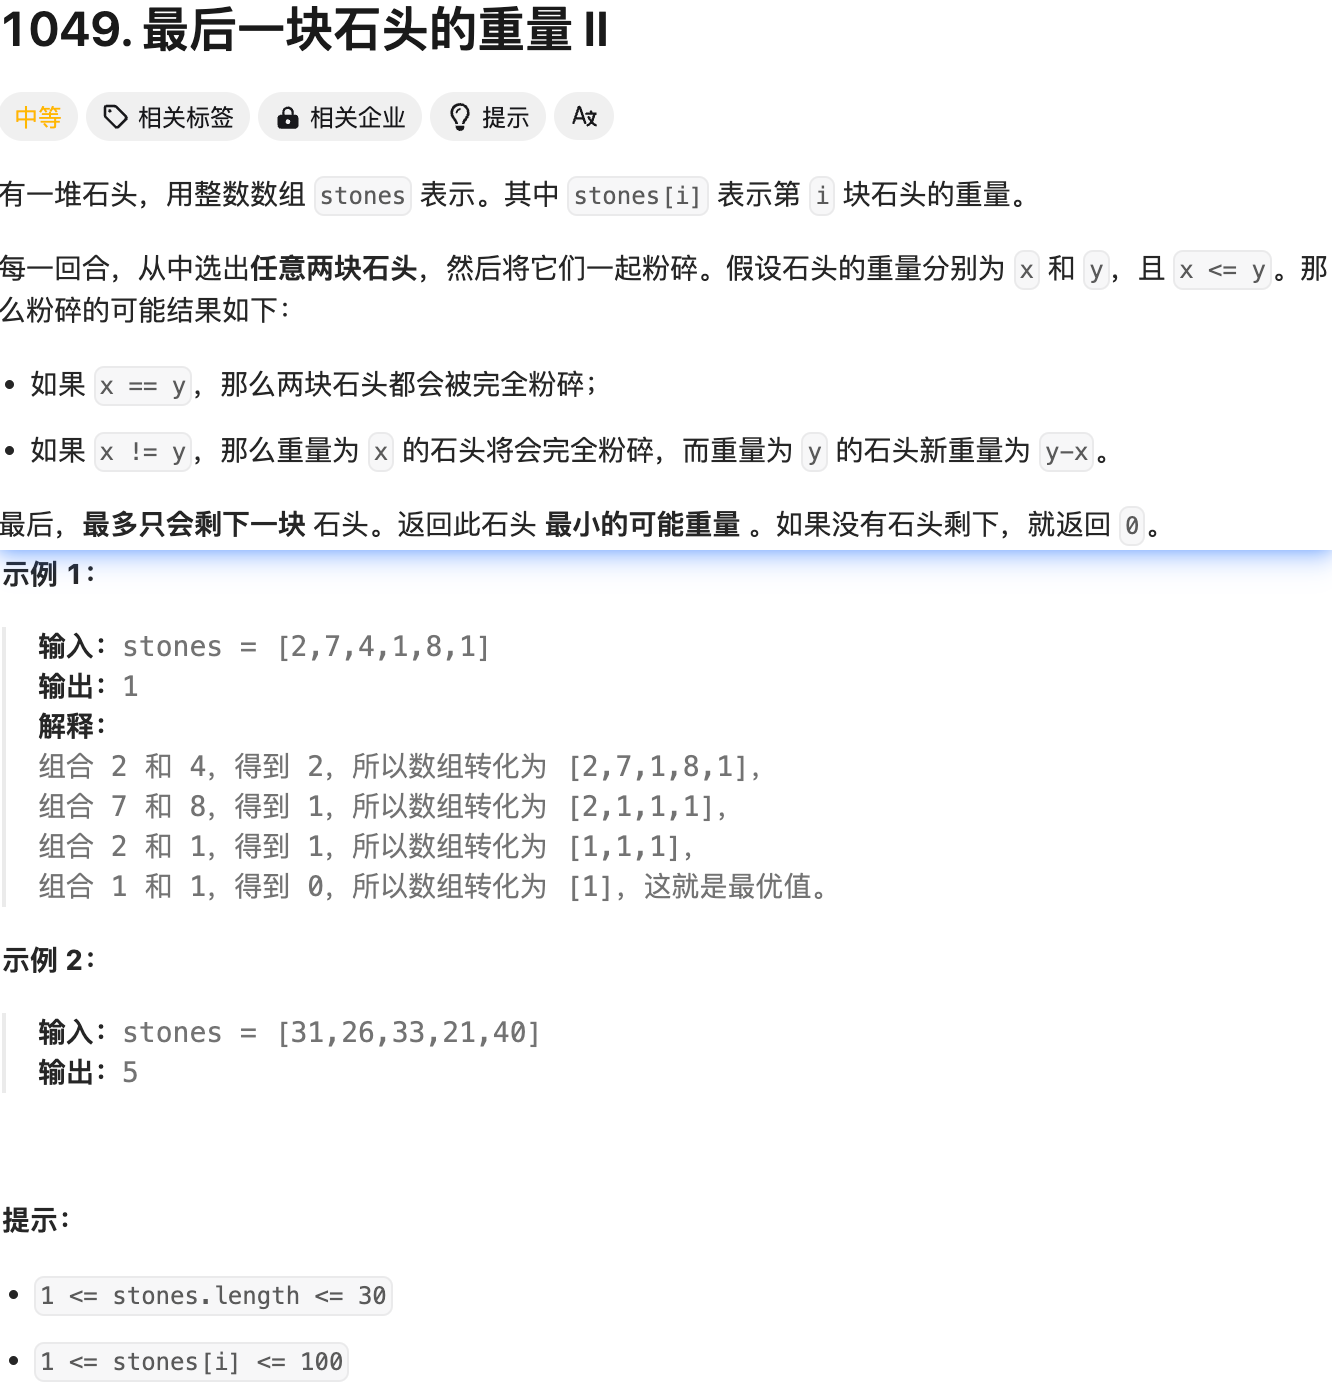 1049. 最后一块石头的重量 II
中等 相关标签 相关企业 提示 A文
有一堆石头，用整数数组 stones 表示。其中 stones[i] 表示第 i 块石头的重量。
每一回合，从中选出任意两块石头，然后将它们一起粉碎。假设石头的重量分别为 x 和 y，且 x <= y。那
么粉碎的可能结果如下：
• 如果 x == y，那么两块石头都会被完全粉碎；
• 如果 x != y，那么重量为 x 的石头将会完全粉碎，而重量为 y 的石头新重量为 y-x。
最后，最多只会剩下一块 石头。返回此石头 最小的可能重量 。如果没有石头剩下，就返回 0。
示例 1：
输入：stones = [2,7,4,1,8,1]
输出：1
解释：
组合 2 和 4，得到 2，所以数组转化为 [2,7,1,8,1]，
组合 7 和 8，得到 1，所以数组转化为 [2,1,1,1]，
组合 2 和 1，得到 1，所以数组转化为 [1,1,1]，
组合 1 和 1，得到 0，所以数组转化为 [1]，这就是最优值。
示例 2：
输入：stones = [31,26,33,21,40]
输出：5
提示：
• 1 <= stones.length <= 30
• 1 <= stones[i] <= 100